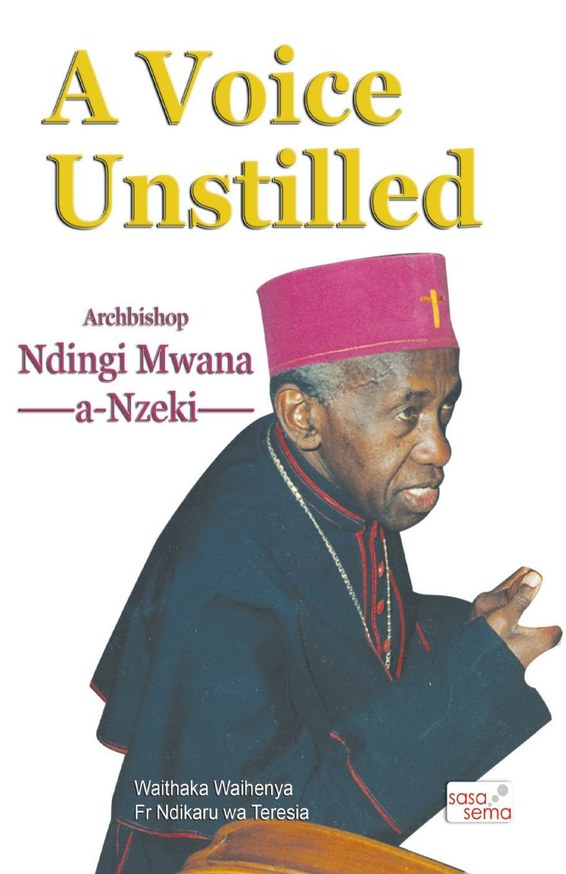 A Voice
Unstilled
Archbishop
Ndingi Mwana
—a-Nzeki—
Waithaka Waihenya
Fr Ndikaru wa Teresia
sasa
sema